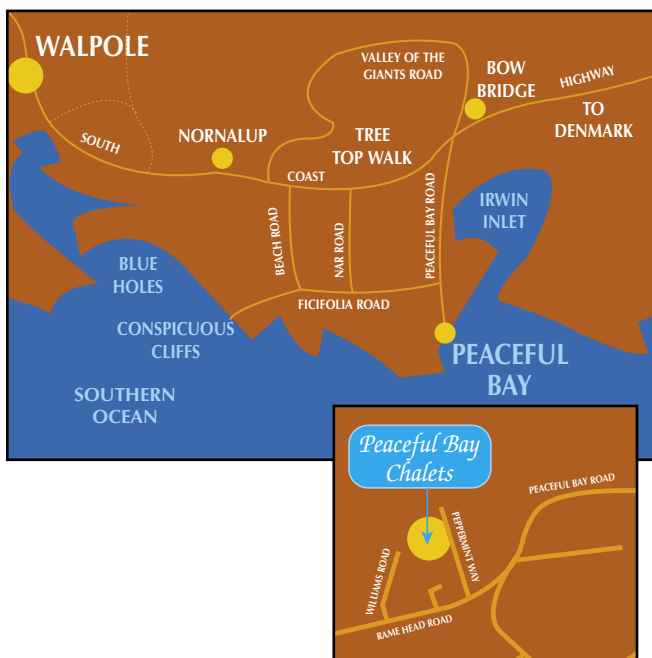 WALPOLE
VALLEY OF THE
GIANTS ROAD
BOW
BRIDGE
HIGHWAY
TO
DENMARK
SOUTH
NORNALUP
TREE
TOP WALK
COAST
BEACH ROAD
NAR ROAD
PEACEFUL BAY ROAD
IRWIN
INLET
BLUE
HOLES
FICIFOLIA ROAD
CONSPICUOUS
CLIFFS
PEACEFUL
BAY
SOUTHERN
OCEAN
Peaceful Bay
Chalets
PEACEFUL BAY ROAD
PEPPERMINT WAY
WILLIAMS ROAD
RAME HEAD ROAD